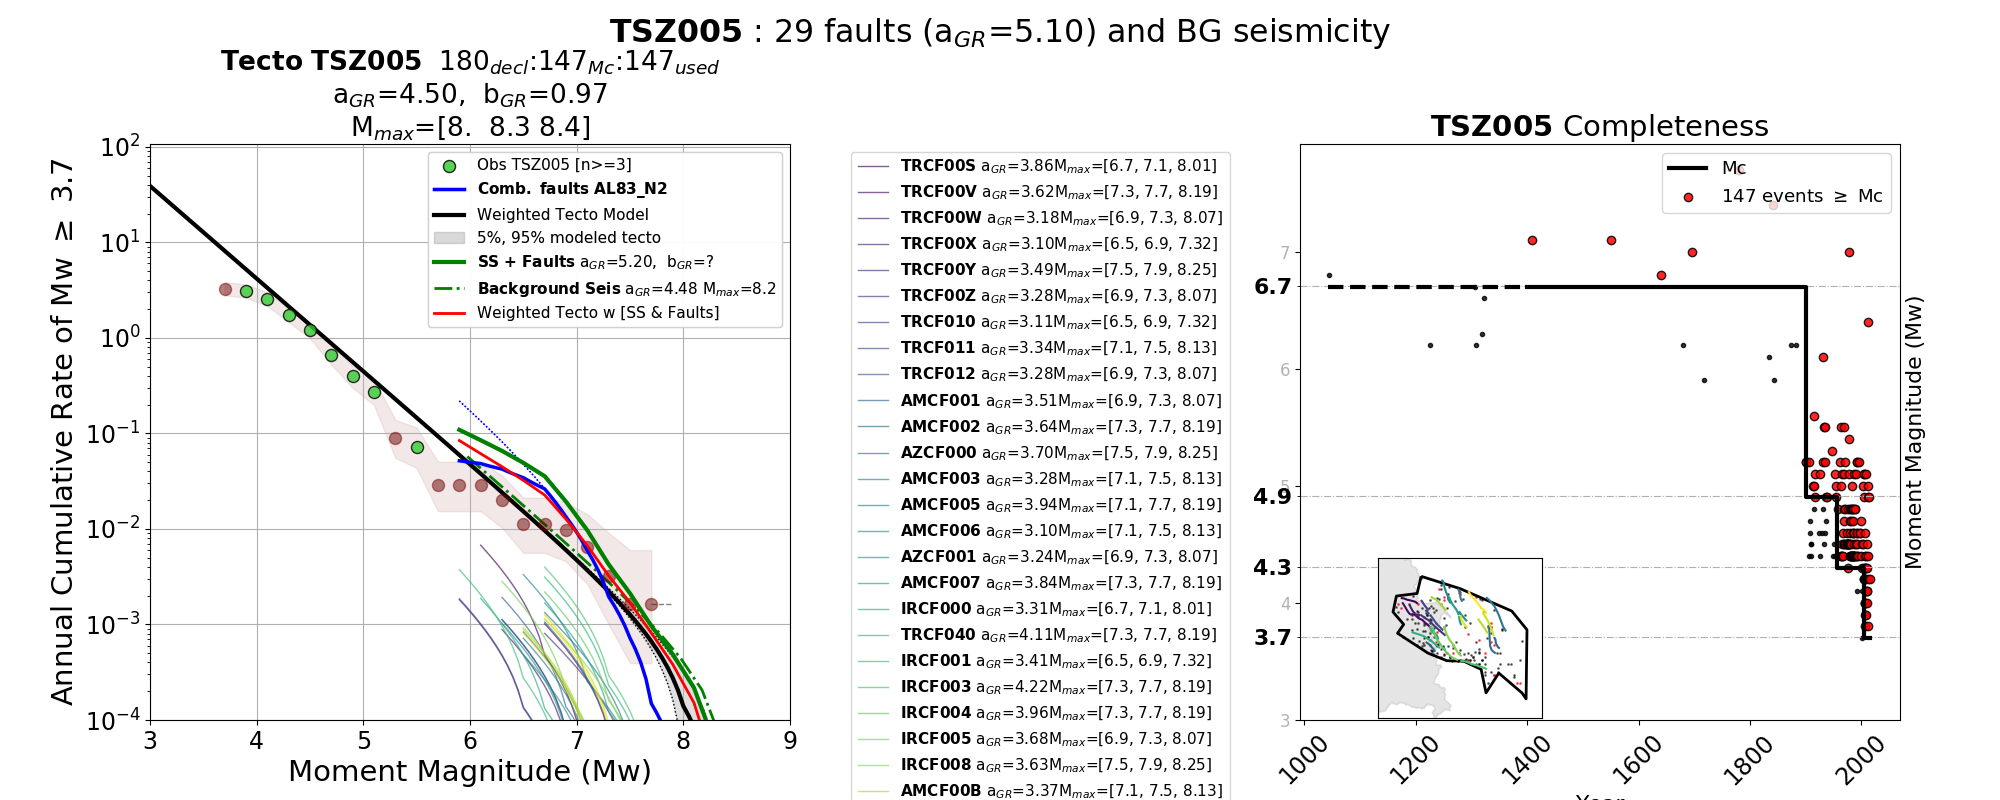 TSZ005 : 29 faults (aGR=5.10) and BG seismicity
Tecto TSZ005 180decl:147Mc:147used
aGR=4.50, bGR=0.97
Mmax=[8. 8.3 8.4]
Annual Cumulative Rate of Mw ≥ 3.7
10^2
10^1
10^0
10^−1
10^−2
10^−3
10^−4
3 4 5 6 7 8 9
Moment Magnitude (Mw)
Obs TSZ005 [n>=3]
Comb. faults AL83_N2
Weighted Tecto Model
5%, 95% modeled tecto
SS + Faults aGR=5.20, bGR=?
Background Seis aGR=4.48 Mmax=8.2
Weighted Tecto w [SS & Faults]
TRCF00S aGR=3.86Mmax=[6.7, 7.1, 8.01]
TRCF00V aGR=3.62Mmax=[7.3, 7.7, 8.19]
TRCF00W aGR=3.18Mmax=[6.9, 7.3, 8.07]
TRCF00X aGR=3.10Mmax=[6.5, 6.9, 7.32]
TRCF00Y aGR=3.49Mmax=[7.5, 7.9, 8.25]
TRCF00Z aGR=3.28Mmax=[6.9, 7.3, 8.07]
TRCF010 aGR=3.11Mmax=[6.5, 6.9, 7.32]
TRCF011 aGR=3.34Mmax=[7.1, 7.5, 8.13]
TRCF012 aGR=3.28Mmax=[6.9, 7.3, 8.07]
AMCF001 aGR=3.51Mmax=[6.9, 7.3, 8.07]
AMCF002 aGR=3.64Mmax=[7.3, 7.7, 8.19]
AZCF000 aGR=3.70Mmax=[7.5, 7.9, 8.25]
AMCF003 aGR=3.28Mmax=[7.1, 7.5, 8.13]
AMCF005 aGR=3.94Mmax=[7.1, 7.7, 8.19]
AMCF006 aGR=3.10Mmax=[7.1, 7.5, 8.13]
AZCF001 aGR=3.24Mmax=[6.9, 7.3, 8.07]
AMCF007 aGR=3.84Mmax=[7.3, 7.7, 8.19]
IRCF000 aGR=3.31Mmax=[6.7, 7.1, 8.01]
TRCF040 aGR=4.11Mmax=[7.3, 7.7, 8.19]
IRCF001 aGR=3.41Mmax=[6.5, 6.9, 7.32]
IRCF003 aGR=4.22Mmax=[7.3, 7.7, 8.19]
IRCF004 aGR=3.96Mmax=[7.3, 7.7, 8.19]
IRCF005 aGR=3.68Mmax=[6.9, 7.3, 8.07]
IRCF008 aGR=3.63Mmax=[7.5, 7.9, 8.25]
AMCF00B aGR=3.37Mmax=[7.1, 7.5, 8.13]
TSZ005 Completeness
Mc
147 events ≥ Mc
7
6.7
6
5
4.9
4.3
4
3.7
3
1000 1200 1400 1600 1800 2000
Moment Magnitude (Mw)